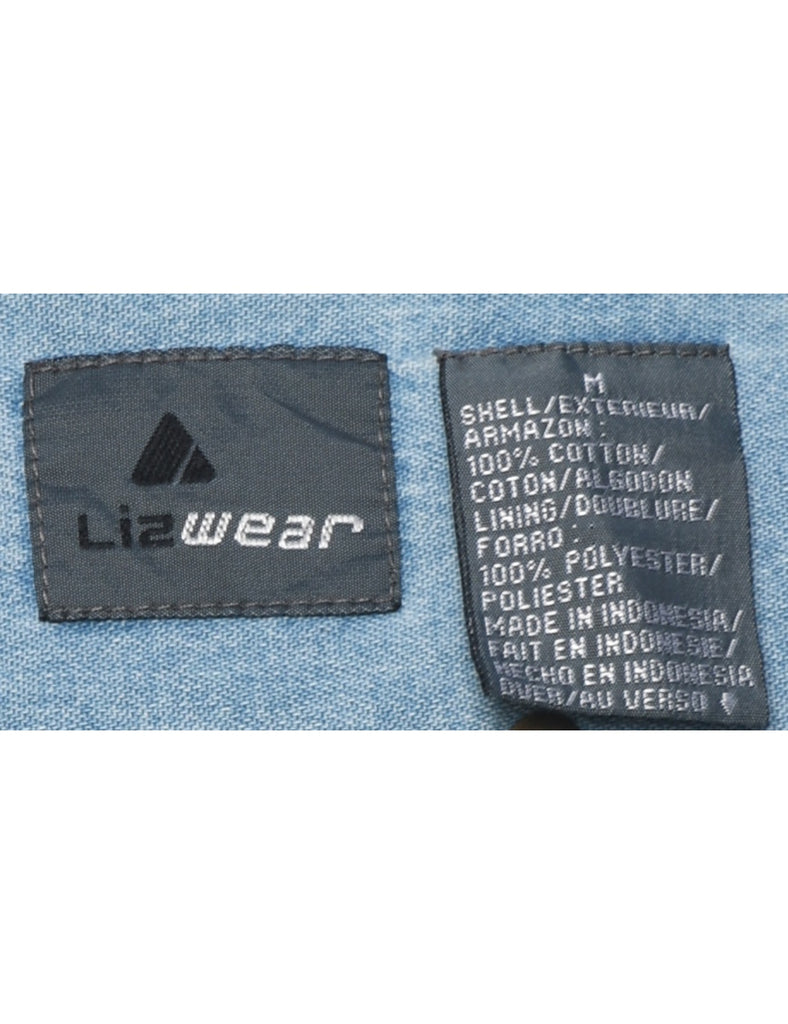 Lizwear
M
SHELL/EXTERIEUR/
ARMAZON :
100% COTTON/
COTON/ALGODON
LINING/DOUBLURE/
FORRO :
100% POLYESTER/
POLIESTER
MADE IN INDONESIA/
FAIT EN INDONESIE/
HECHO EN INDONESIA
OVER/AU VERSO